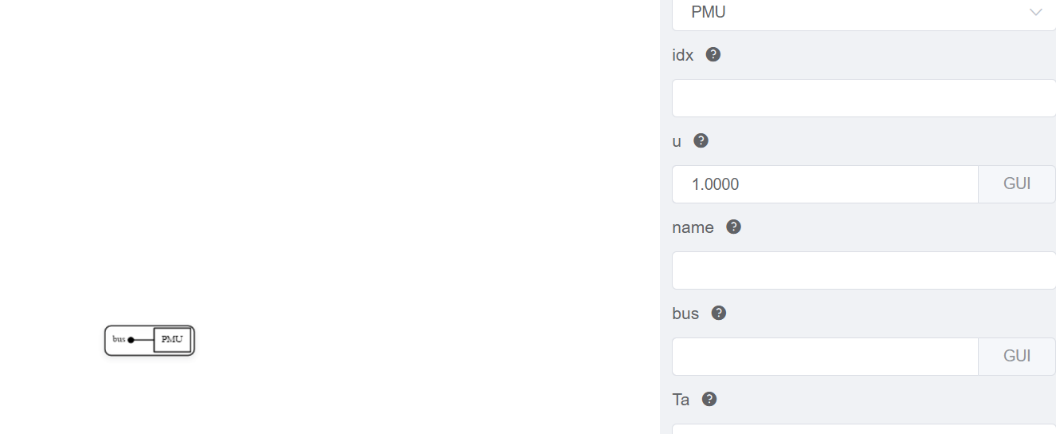 PMU
idx ?
u ?
1.0000 GUI
name ?
bus ?
GUI
Ta ?
bus PMU